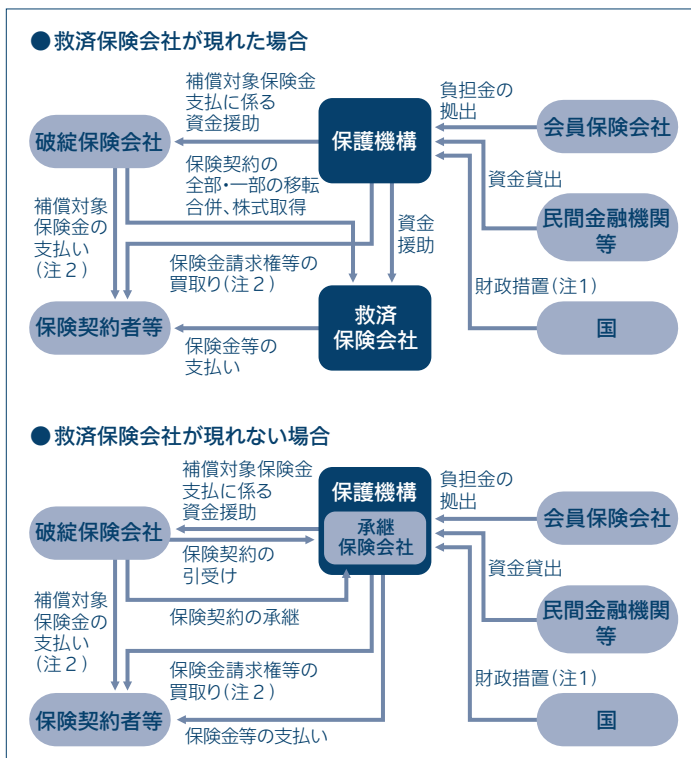 ●救済保険会社が現れた場合
補償対象保険金
支払に係る
資金援助
負担金の
拠出
破綻保険会社
保護機構
会員保険会社
保険契約の
全部・一部の移転
合併、株式取得
資金貸出
補償対象
保険金の
支払い
(注２)
資金
援助
民間金融機関
等
保険金請求権等の
買取り(注２)
財政措置(注1)
保険契約者等
救済
保険会社
国
保険金等の
支払い
●救済保険会社が現れない場合
補償対象保険金
支払に係る
資金援助
負担金の
拠出
保護機構
破綻保険会社
承継
保険会社
会員保険会社
保険契約の
引受け
資金貸出
補償対象
保険金の
支払い
(注２)
保険契約の承継
民間金融機関
等
保険金請求権等の
買取り(注２)
財政措置(注1)
保険契約者等
国
保険金等の支払い